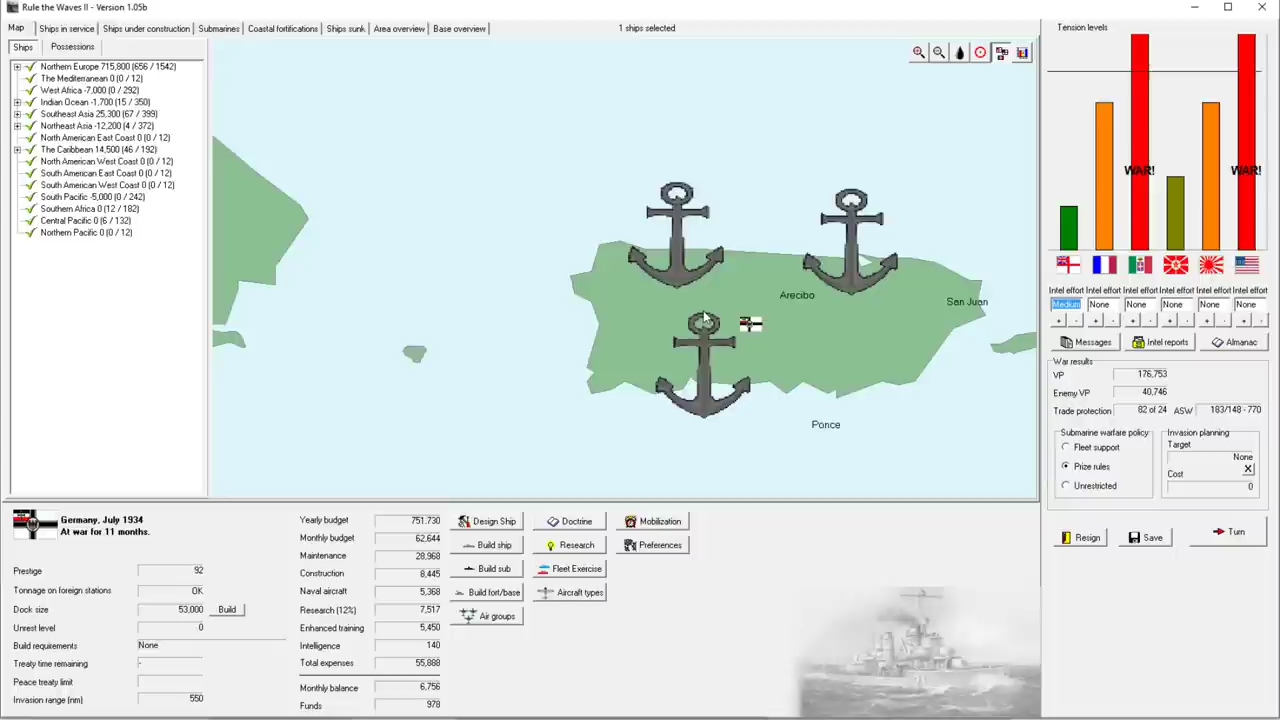 Rule the Waves II - Version 1.05b
Map Ships in service Ships under construction Submarines Coastal fortifications Ships sunk Area overview Base overview 1 ships selected
Ships Possessions
Northern Europe 715,800 (656 / 1542)
The Mediterranean 0 (0 / 12)
West Africa -7,000 (0 / 292)
Indian Ocean -1,700 (15 / 350)
Southeast Asia 25,300 (67 / 399)
Northeast Asia -12,200 (4 / 372)
North American East Coast 0 (0 / 12)
The Caribbean 14,500 (46 / 192)
North American West Coast 0 (0 / 12)
South American East Coast 0 (0 / 12)
South American West Coast 0 (0 / 12)
South Pacific -5,000 (0 / 242)
Southern Africa 0 (12 / 182)
Central Pacific 0 (6 / 132)
Northern Pacific 0 (0 / 12)
Arecibo
San Juan
Ponce
Tension levels
WAR! WAR!
Intel effort Intel effort Intel effort Intel effort Intel effort Intel effort
Medium None None None None None
+ - + - + - + - + - + -
Messages Intel reports Almanac
War results
VP 176,753
Enemy VP 40,746
Trade protection 82 of 24 ASW 183/148 - 770
Submarine warfare policy
Fleet support
Prize rules
Unrestricted
Invasion planning
Target
None
Cost X
0
Resign Save Turn
Germany, July 1934
At war for 11 months.
Prestige 92
Tonnage on foreign stations OK
Dock size 53,000 Build
Unrest level 0
Build requirements None
Treaty time remaining -
Peace treaty limit
Invasion range (nm) 550
Yearly budget 751.730
Monthly budget 62,644
Maintenance 28,968
Construction 8,445
Naval aircraft 5,368
Research (12%) 7,517
Enhanced training 5,450
Intelligence 140
Total expenses 55,888
Monthly balance 6,756
Funds 978
Design Ship Doctrine Mobilization
Build ship Research Preferences
Build sub Fleet Exercise
Build fort/base Aircraft types
Air groups